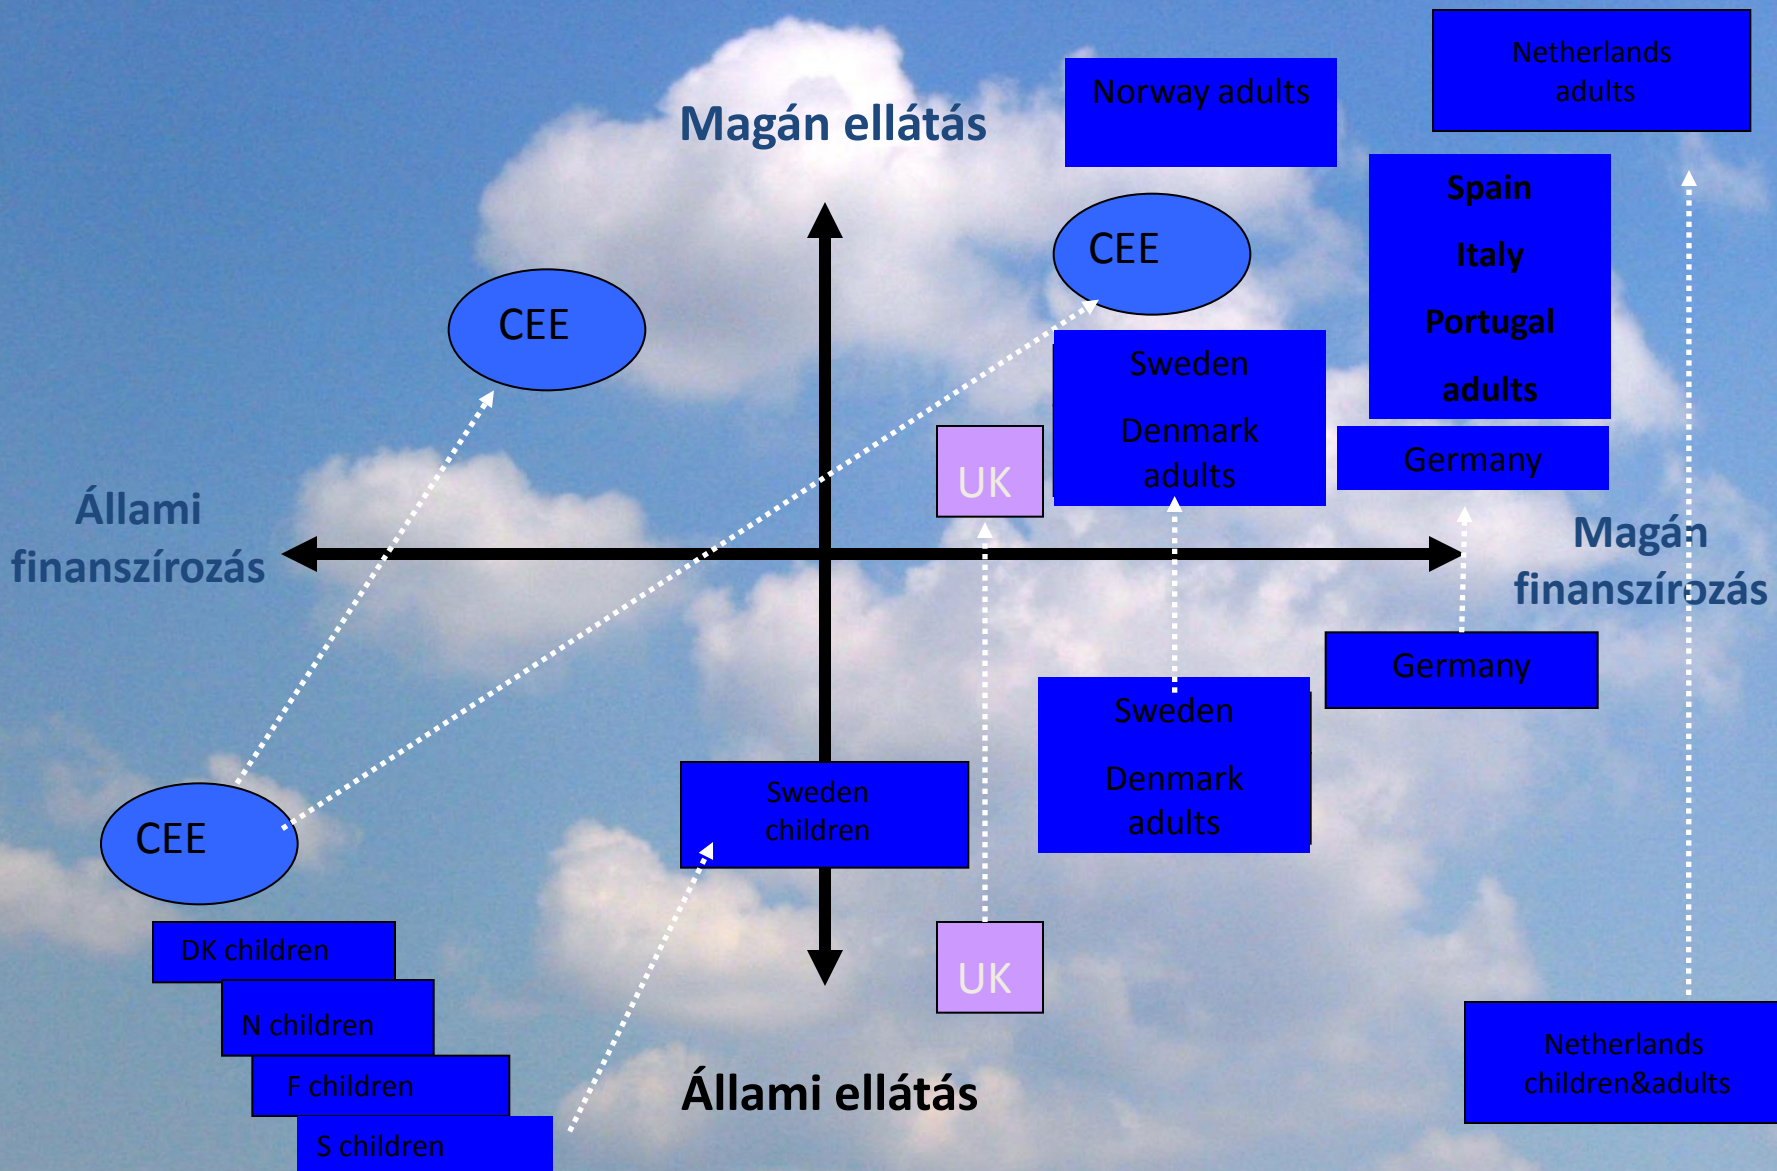 Netherlands
adults
Norway adults
Magán ellátás
Spain
Italy
Portugal
adults
CEE
CEE
Sweden
Denmark
adults
Germany
UK
Állami
finanszírozás
Magán
finanszírozás
Germany
Sweden
Denmark
adults
Sweden
children
CEE
DK children
N children
F children
S children
UK
Állami ellátás
Netherlands
children&adults